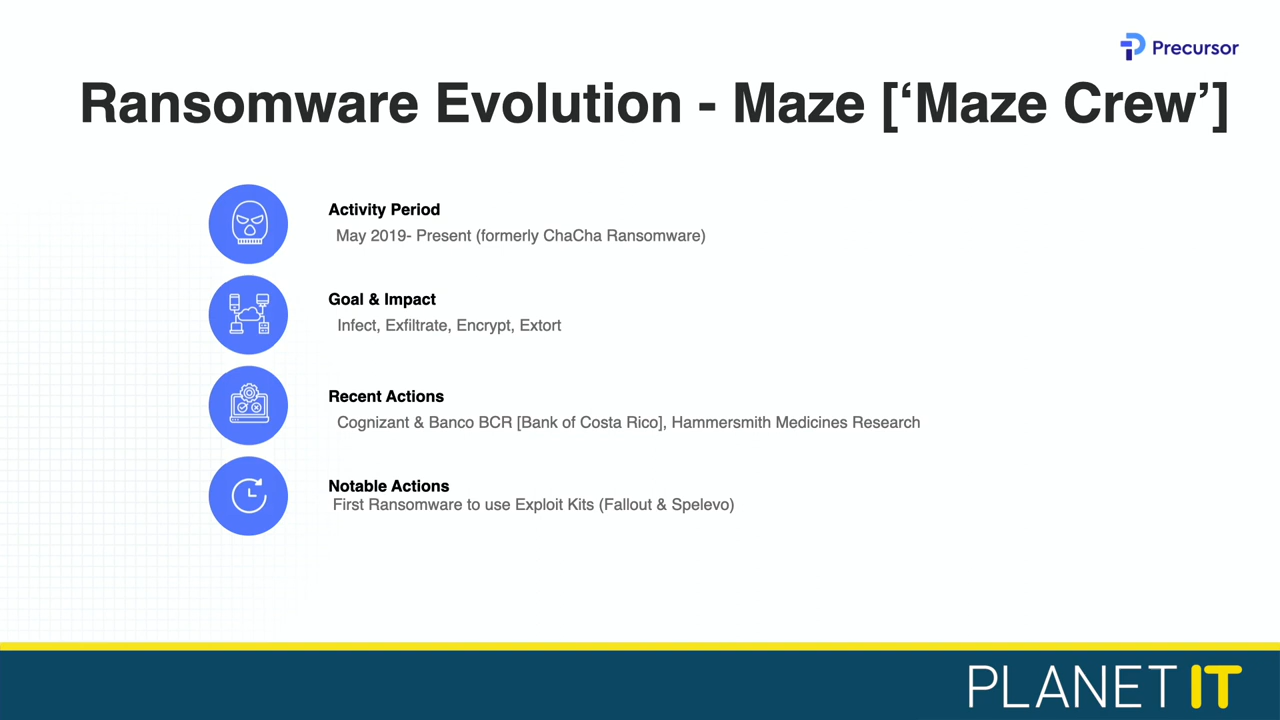 Precursor
Ransomware Evolution - Maze [‘Maze Crew’]
Activity Period
May 2019- Present (formerly ChaCha Ransomware)
Goal & Impact
Infect, Exfiltrate, Encrypt, Extort
Recent Actions
Cognizant & Banco BCR [Bank of Costa Rico], Hammersmith Medicines Research
Notable Actions
First Ransomware to use Exploit Kits (Fallout & Spelevo)
PLANET IT